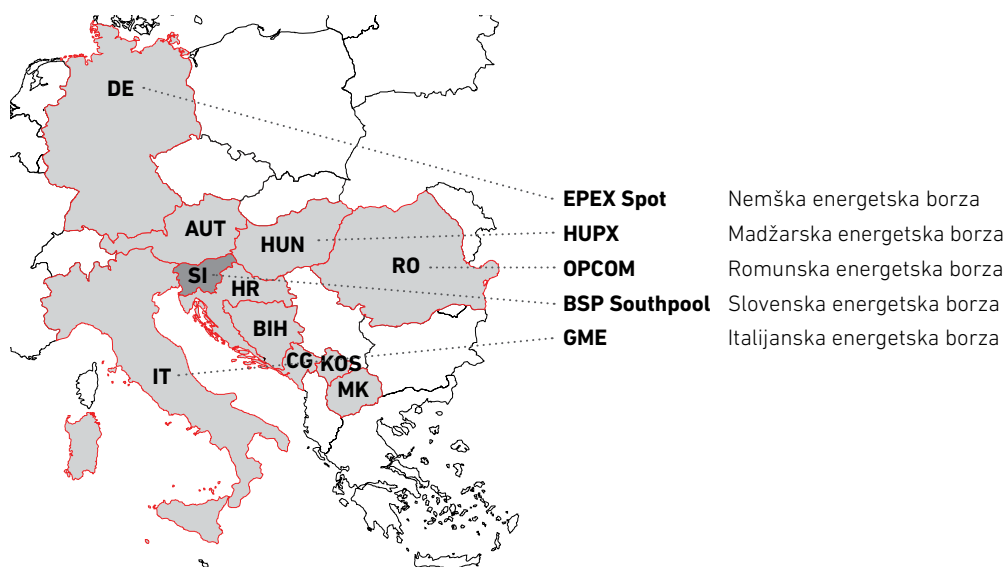 DE
EPEX Spot Nemška energetska borza
AUT
HUN
HUPX Madžarska energetska borza
RO
OPCOM Romunska energetska borza
SI
HR
BSP Southpool Slovenska energetska borza
BIH
GME Italijanska energetska borza
CG
KOS
IT
MK